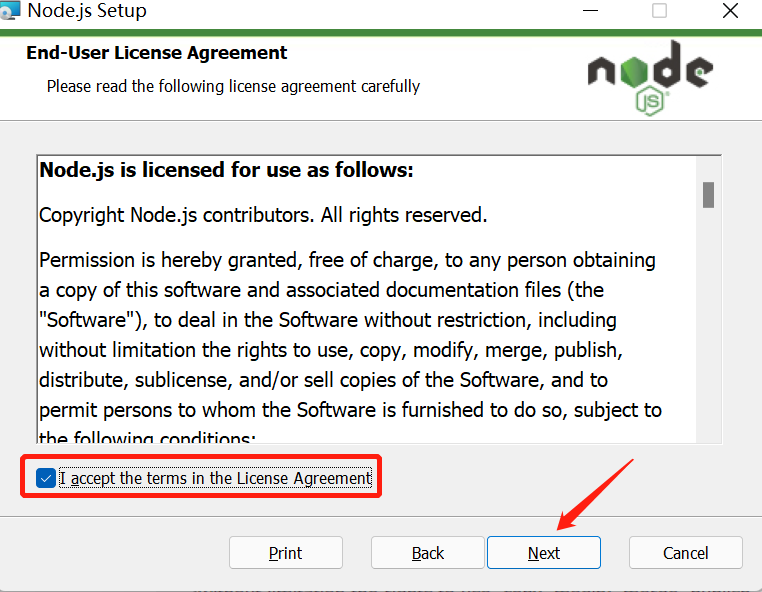 Node.js Setup
End-User License Agreement
Please read the following license agreement carefully
node
JS
Node.js is licensed for use as follows:
Copyright Node.js contributors. All rights reserved.
Permission is hereby granted, free of charge, to any person obtaining
a copy of this software and associated documentation files (the
"Software"), to deal in the Software without restriction, including
without limitation the rights to use, copy, modify, merge, publish,
distribute, sublicense, and/or sell copies of the Software, and to
permit persons to whom the Software is furnished to do so, subject to
the following conditions:
I accept the terms in the License Agreement
Print
Back
Next
Cancel